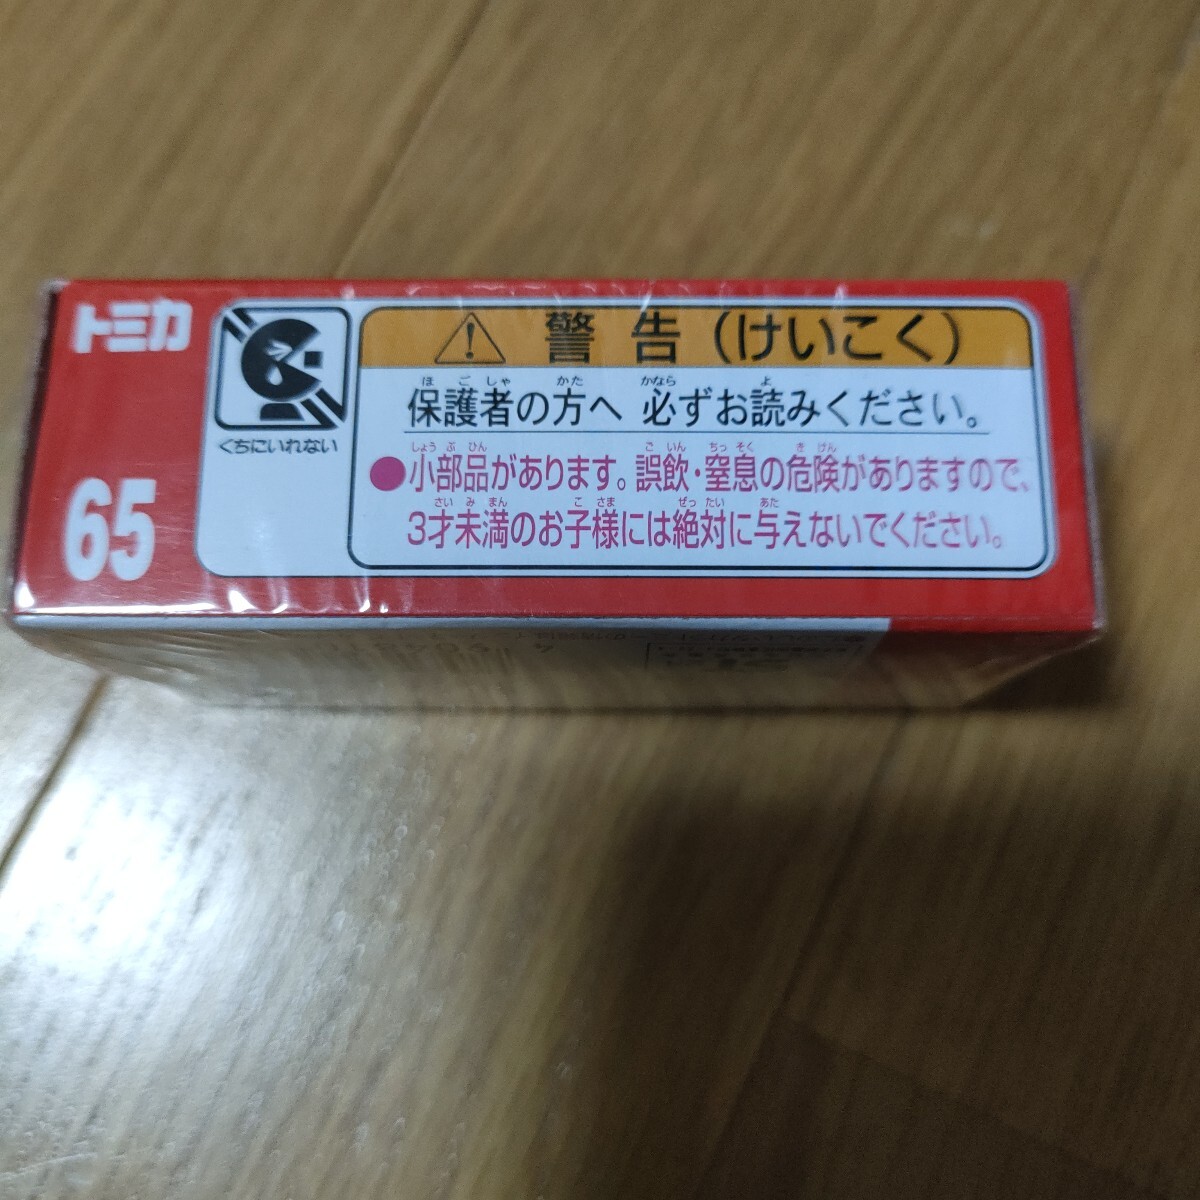 トミカ
65
くちにいれない
警告(けいこく)
ほごしゃ かた かなら よ
保護者の方へ 必ずお読みください。
しょうぶひん ごいん ちっそく きけん
●小部品があります。誤飲・窒息の危険がありますので、
さいみまん こさま ぜったい あた
3才未満のお子様には絶対に与えないでください。